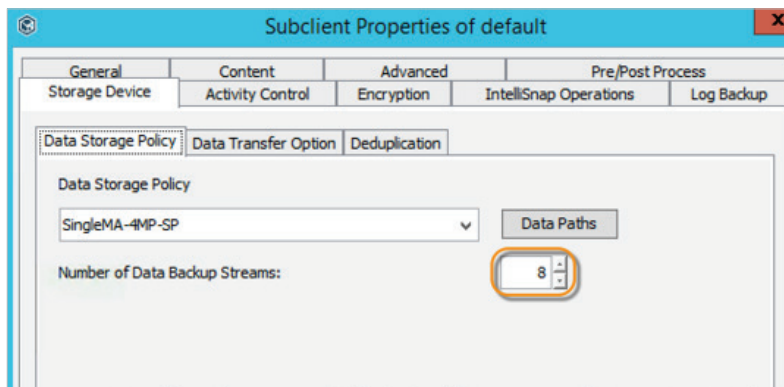 Subclient Properties of default
X
General Content Advanced Pre/Post Process
Storage Device Activity Control Encryption IntelliSnap Operations Log Backup
Data Storage Policy Data Transfer Option Deduplication
Data Storage Policy
SingleMA-4MP-SP Data Paths
Number of Data Backup Streams: 8